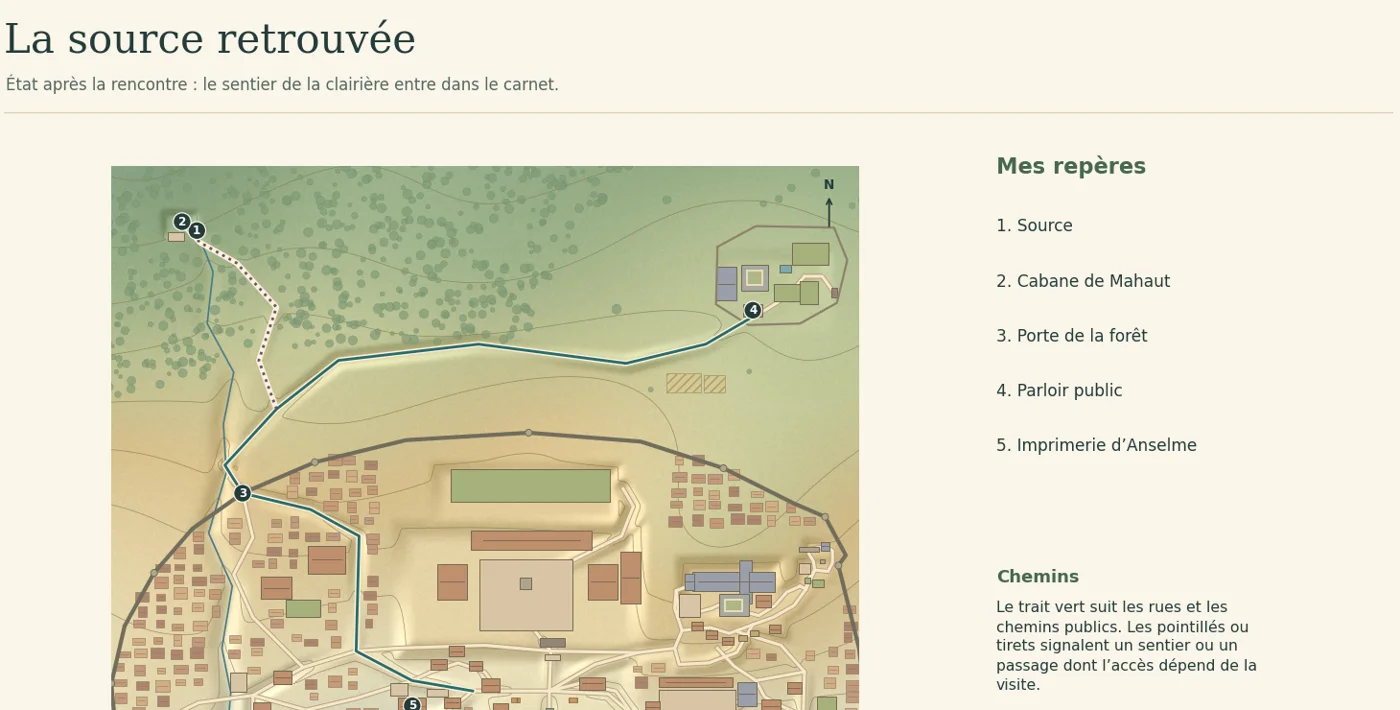 La source retrouvée
État après la rencontre : le sentier de la clairière entre dans le carnet.
N
2
1
4
3
5
Mes repères
1. Source
2. Cabane de Mahaut
3. Porte de la forêt
4. Parloir public
5. Imprimerie d’Anselme
Chemins
Le trait vert suit les rues et les
chemins publics. Les pointillés ou
tirets signalent un sentier ou un
passage dont l’accès dépend de la
visite.